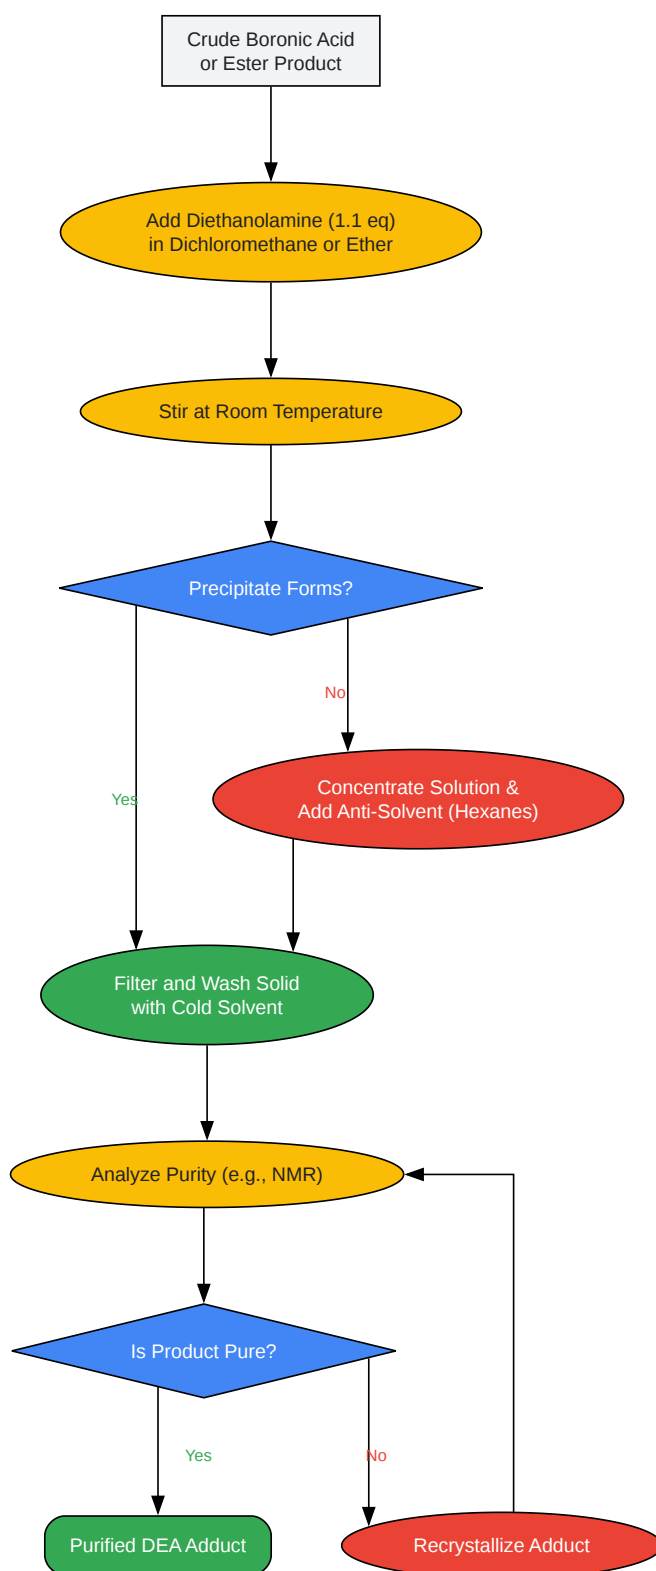 Crude Boronic Acid
or Ester Product
Add Diethanolamine (1.1 eq)
in Dichloromethane or Ether
Stir at Room Temperature
Precipitate Forms?
No
Yes
Concentrate Solution &
Add Anti-Solvent (Hexanes)
Filter and Wash Solid
with Cold Solvent
Analyze Purity (e.g., NMR)
Is Product Pure?
Yes
No
Purified DEA Adduct
Recrystallize Adduct